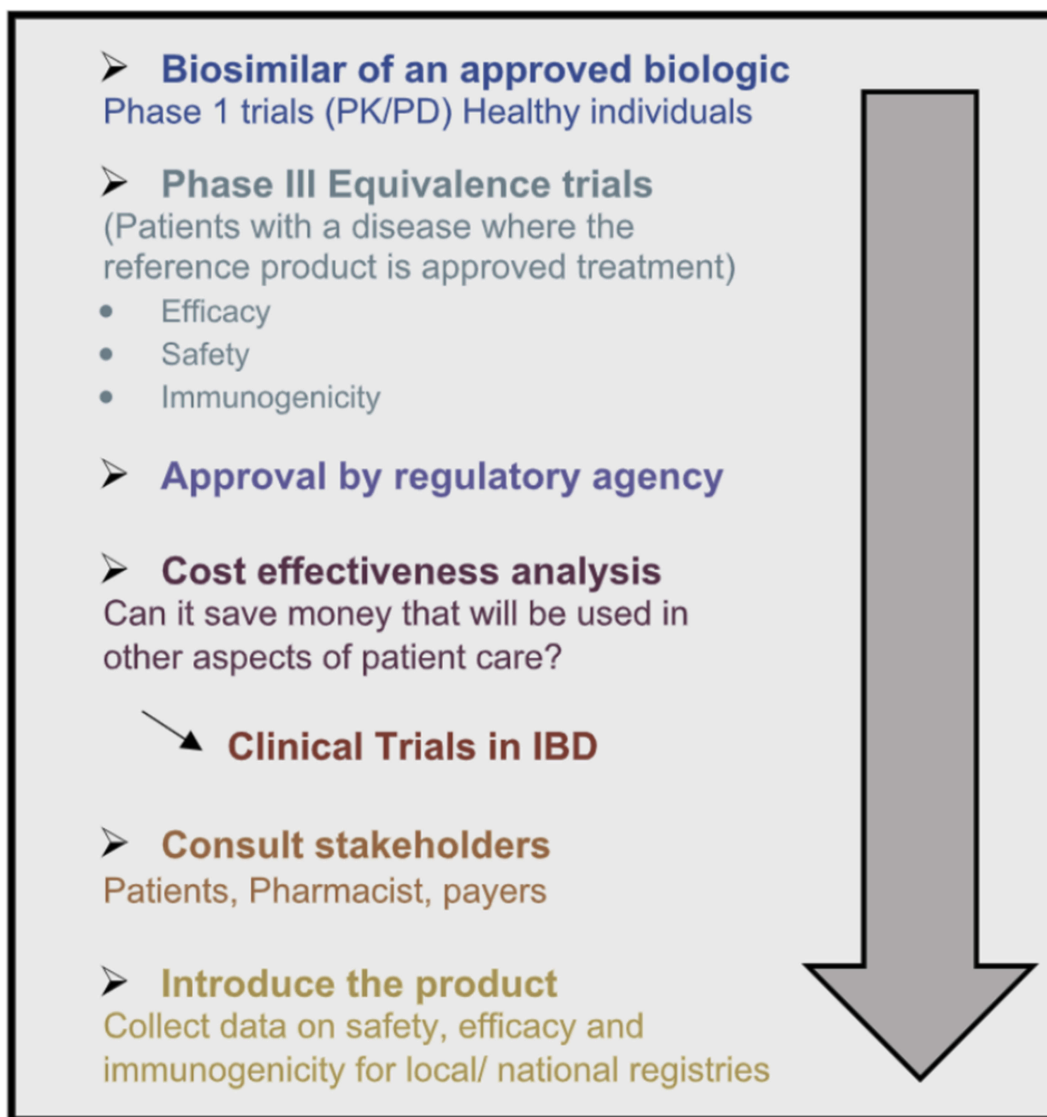 ➢ Biosimilar of an approved biologic
Phase 1 trials (PK/PD) Healthy individuals
➢ Phase III Equivalence trials
(Patients with a disease where the
reference product is approved treatment)
• Efficacy
• Safety
• Immunogenicity
➢ Approval by regulatory agency
➢ Cost effectiveness analysis
Can it save money that will be used in
other aspects of patient care?
Clinical Trials in IBD
➢ Consult stakeholders
Patients, Pharmacist, payers
➢ Introduce the product
Collect data on safety, efficacy and
immunogenicity for local/ national registries